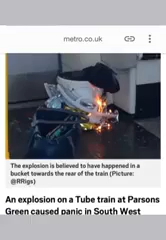 metro.co.uk
The explosion is believed to have happened in a
bucket towards the rear of the train (Picture:
@RRigs)
An explosion on a Tube train at Parsons
Green caused panic in South West